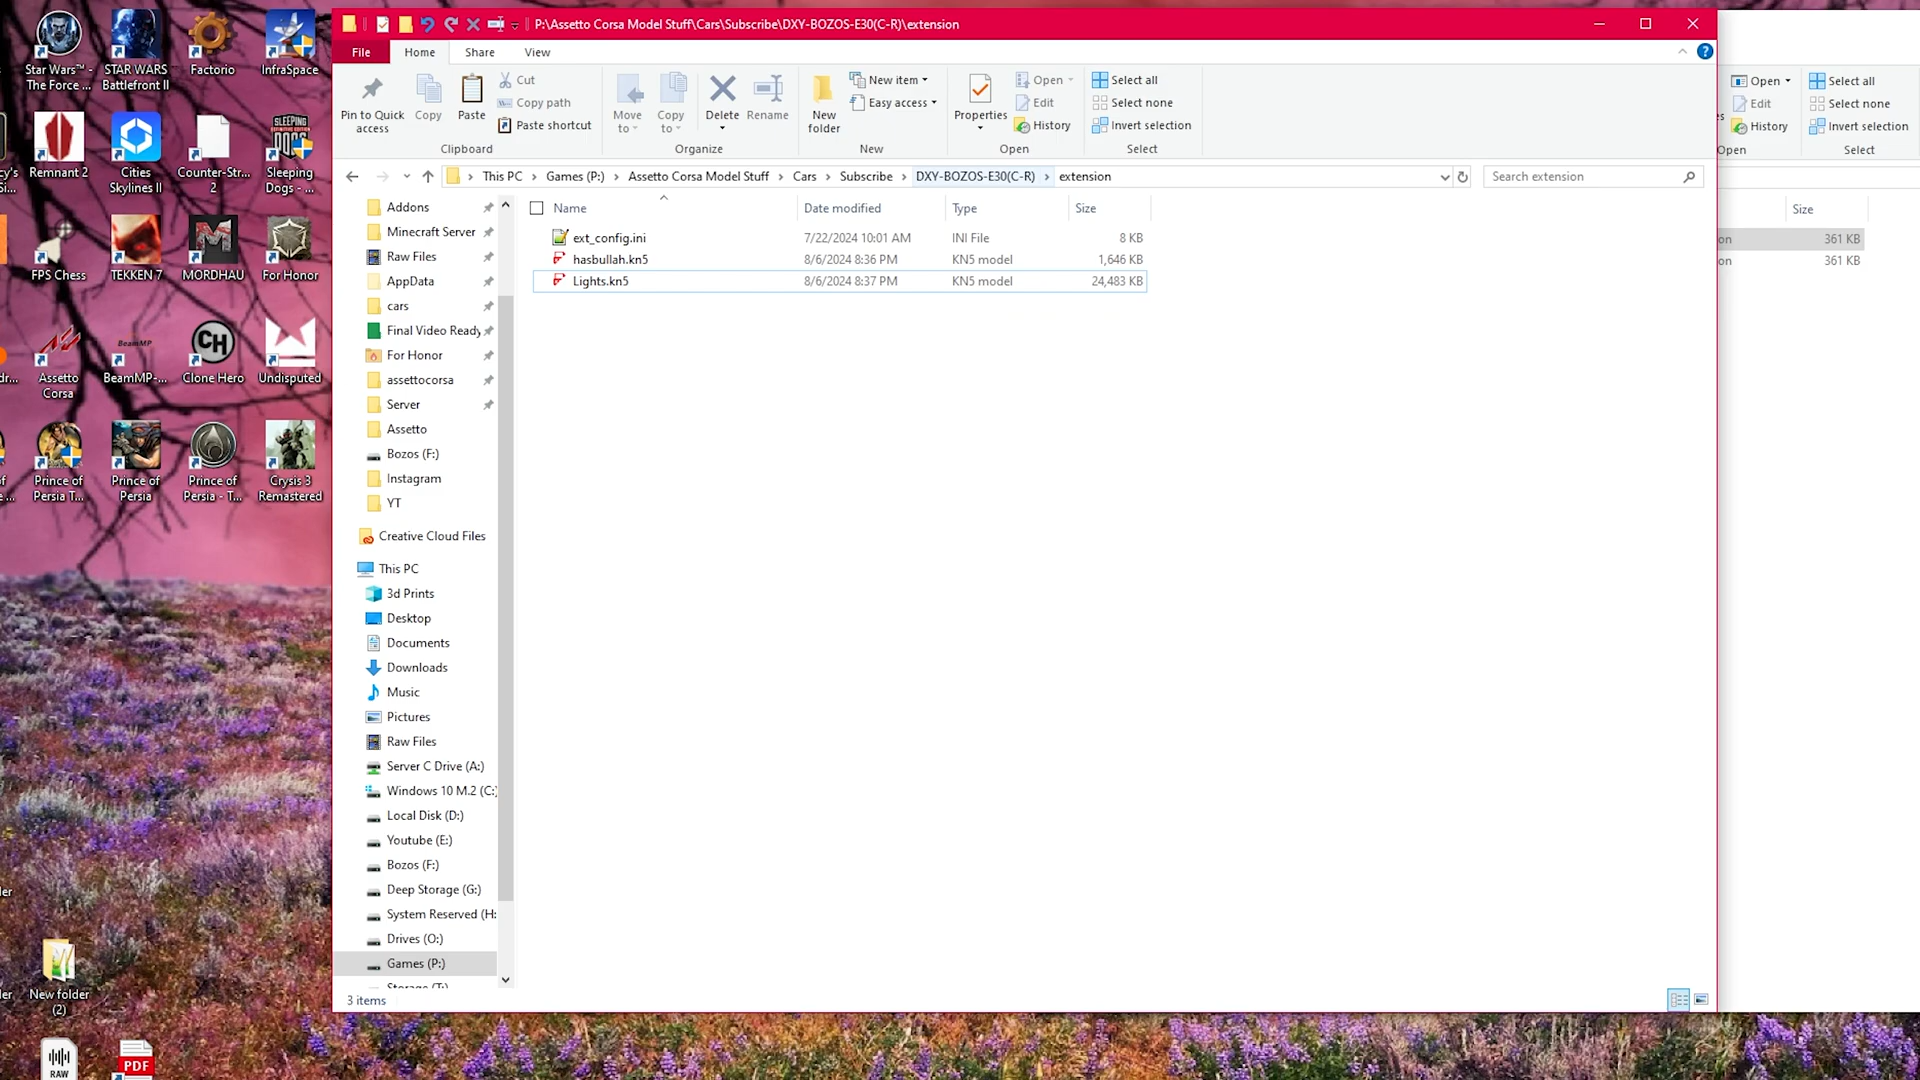 Star Wars™ -
The Force ...
STAR WARS
Battlefront II
Factorio
InfraSpace
Remnant 2
Cities
Skylines II
Counter-Str...
2
SLEEPING
DOGS
Sleeping
Dogs - ...
FPS Chess
TEKKEN 7
MORDHAU
For Honor
Assetto
Corsa
BeamMP
BeamMP-...
CH
Clone Hero
Undisputed
Prince of
Persia T...
Prince of
Persia
Prince of
Persia - T...
Crysis 3
Remastered
New folder
(2)
RAW
PDF
P:\Assetto Corsa Model Stuff\Cars\Subscribe\DXY-BOZOS-E30(C-R)\extension
File
Home
Share
View
Pin to Quick
access
Copy
Paste
Cut
Copy path
Paste shortcut
Clipboard
Move
to
Copy
to
Delete
Rename
Organize
New
folder
New item
Easy access
New
Properties
Open
Edit
History
Open
Select all
Select none
Invert selection
Select
This PC
Games (P:)
Assetto Corsa Model Stuff
Cars
Subscribe
DXY-BOZOS-E30(C-R)
extension
Search extension
Addons
Minecraft Server
Raw Files
AppData
cars
Final Video Ready
For Honor
assettocorsa
Server
Assetto
Bozos (F:)
Instagram
YT
Creative Cloud Files
This PC
3d Prints
Desktop
Documents
Downloads
Music
Pictures
Raw Files
Server C Drive (A:)
Windows 10 M.2 (C:)
Local Disk (D:)
Youtube (E:)
Bozos (F:)
Deep Storage (G:)
System Reserved (H:
Drives (O:)
Games (P:)
Name Date modified Type Size
ext_config.ini 7/22/2024 10:01 AM INI File 8 KB
hasbullah.kn5 8/6/2024 8:36 PM KN5 model 1,646 KB
Lights.kn5 8/6/2024 8:37 PM KN5 model 24,483 KB
3 items
Open
Edit
History
Open
Select all
Select none
Invert selection
Select
Size
on 361 KB
on 361 KB